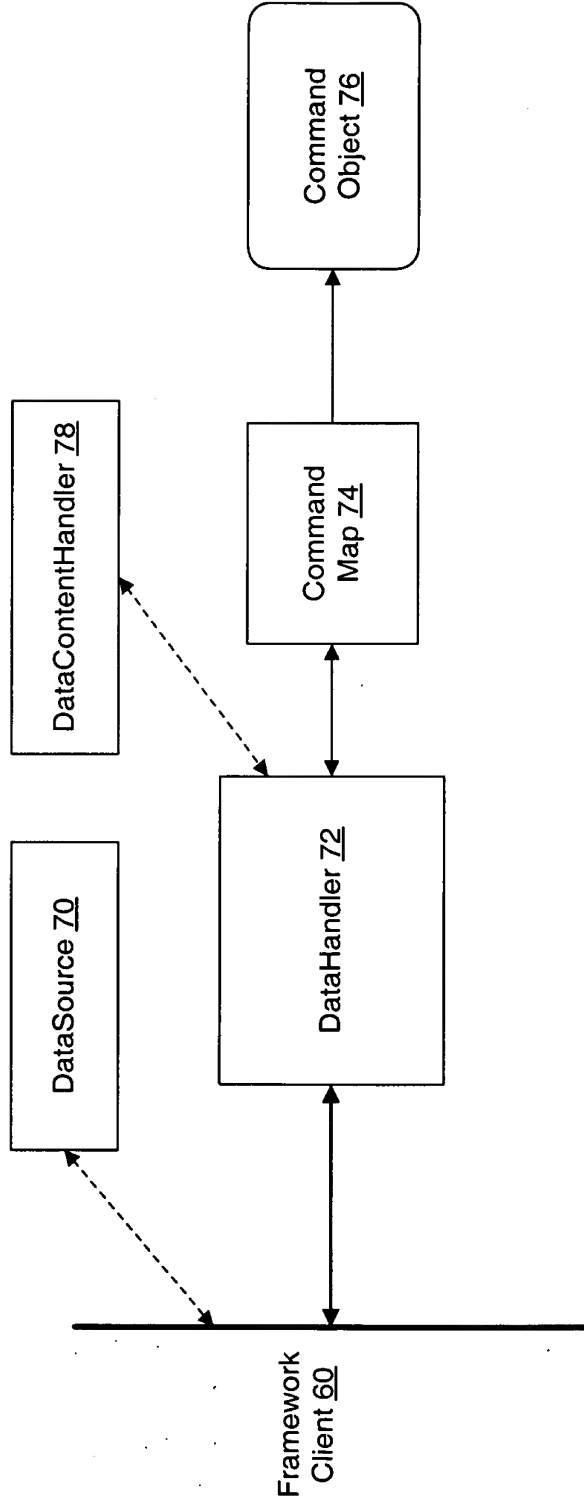 DataSource 70
DataContentHandler 78
Framework
Client 60
DataHandler 72
Command
Map 74
Command
Object 76